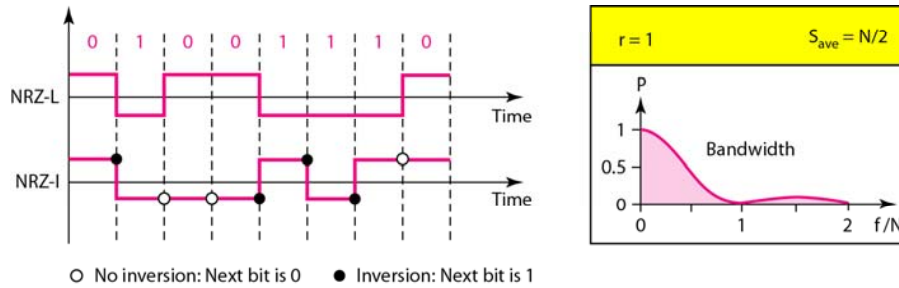 0 1 0 0 1 1 1 0
NRZ-L
Time
NRZ-I
Time
No inversion: Next bit is 0
Inversion: Next bit is 1
r = 1
S_ave = N/2
P
1
Bandwidth
0.5
0
0 1 2 f/N